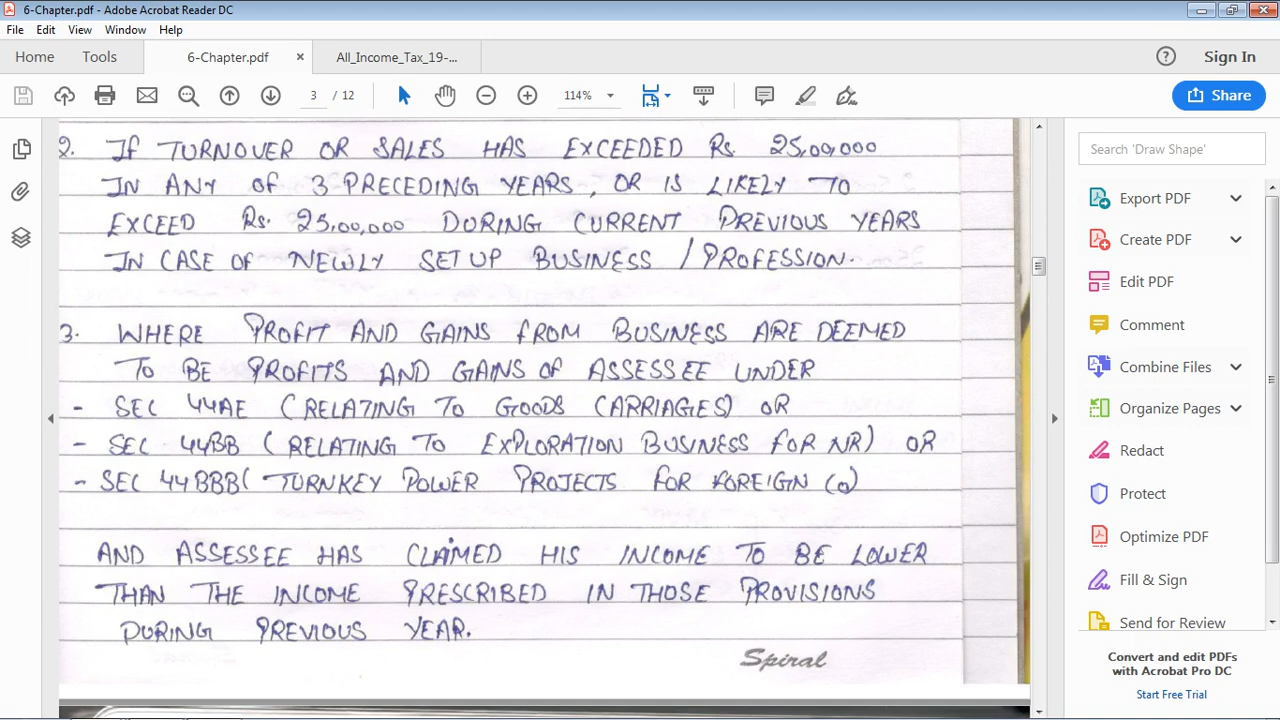 6-Chapter.pdf - Adobe Acrobat Reader DC
File Edit View Window Help
Home Tools 6-Chapter.pdf × All_Income_Tax_19-... Sign In
3 / 12 114% Share
2. If TURNOVER OR SALES HAS EXCEEDED Rs. 25,00,000
IN ANY OF 3 PRECEDING YEARS, OR IS LIKELY TO
EXCEED Rs. 25,00,000 DURING CURRENT PREVIOUS YEARS
IN CASE OF NEWLY SET UP BUSINESS / PROFESSION.
3. WHERE PROFIT AND GAINS FROM BUSINESS ARE DEEMED
TO BE PROFITS AND GAINS OF ASSESSEE UNDER
- SEC 44AE (RELATING TO GOODS CARRIAGES) OR
- SEC 44BB (RELATING TO EXPLORATION BUSINESS FOR NR) OR
- SEC 44BBB( TURNKEY POWER PROJECTS FOR FOREIGN CO)
AND ASSESSEE HAS CLAIMED HIS INCOME TO BE LOWER
THAN THE INCOME PRESCRIBED IN THOSE PROVISIONS
DURING PREVIOUS YEAR.
Spiral
Search 'Draw Shape'
Export PDF
Create PDF
Edit PDF
Comment
Combine Files
Organize Pages
Redact
Protect
Optimize PDF
Fill & Sign
Send for Review
Convert and edit PDFs
with Acrobat Pro DC
Start Free Trial